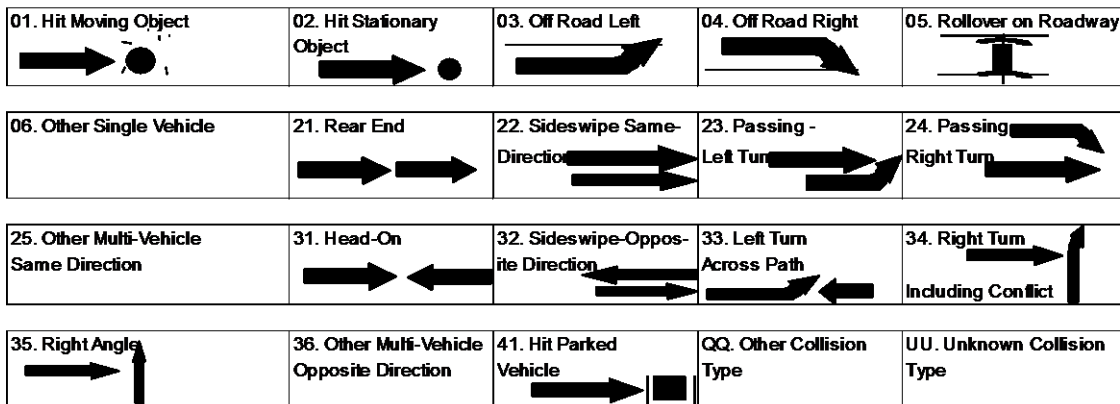 01. Hit Moving Object
02. Hit Stationary
Object
03. Off Road Left
04. Off Road Right
05. Rollover on Roadway
06. Other Single Vehicle
21. Rear End
22. Sideswipe Same-
Direction
23. Passing -
Left Turn
24. Passing
Right Turn
25. Other Multi-Vehicle
Same Direction
31. Head-On
32. Sideswipe-Oppos-
ite Direction
33. Left Turn
Across Path
34. Right Turn
Including Conflict
35. Right Angle
36. Other Multi-Vehicle
Opposite Direction
41. Hit Parked
Vehicle
QQ. Other Collision
Type
UU. Unknown Collision
Type